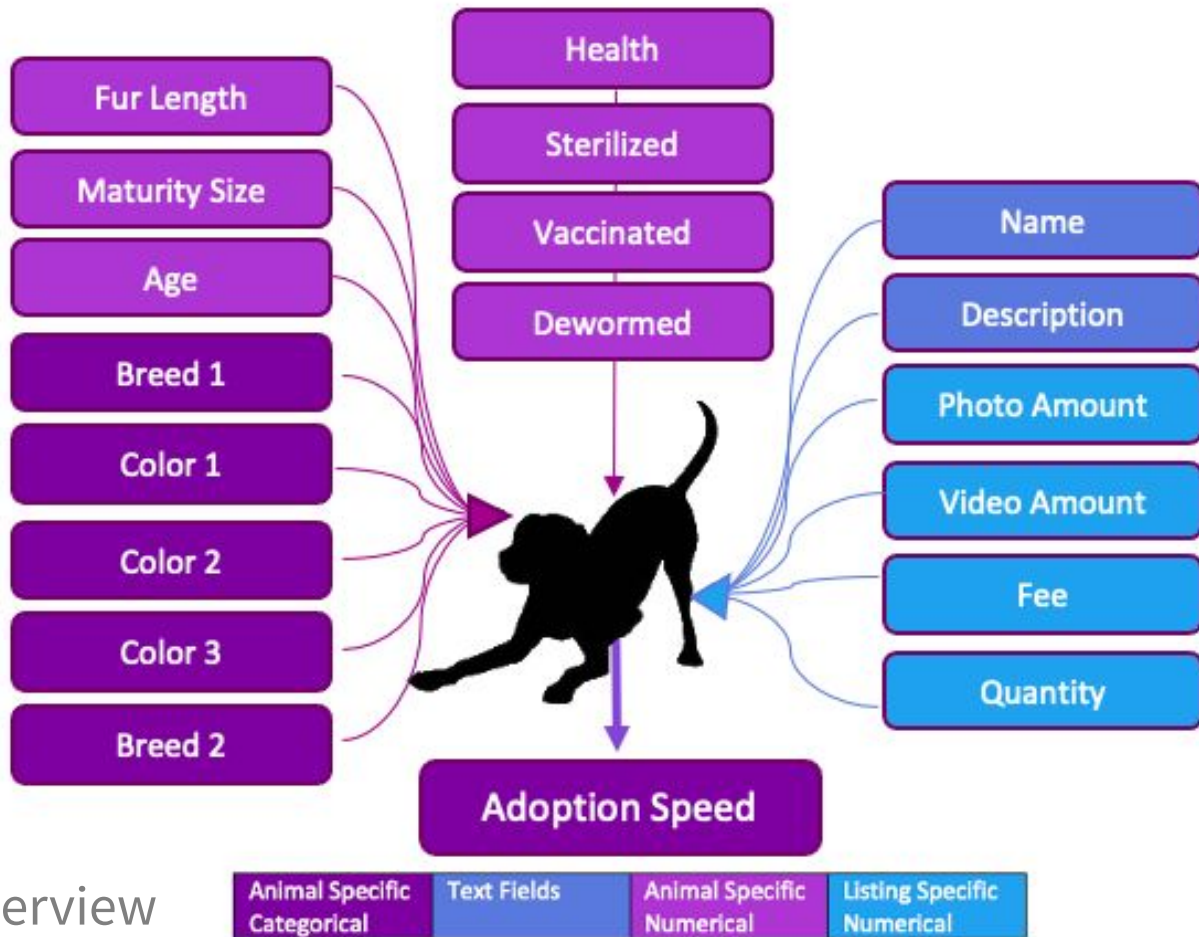 Health
Sterilized
Vaccinated
Dewormed
Fur Length
Maturity Size
Age
Breed 1
Color 1
Color 2
Color 3
Breed 2
Name
Description
Photo Amount
Video Amount
Fee
Quantity
Adoption Speed
erview
Animal Specific
Categorical
Text Fields
Animal Specific
Numerical
Listing Specific
Numerical